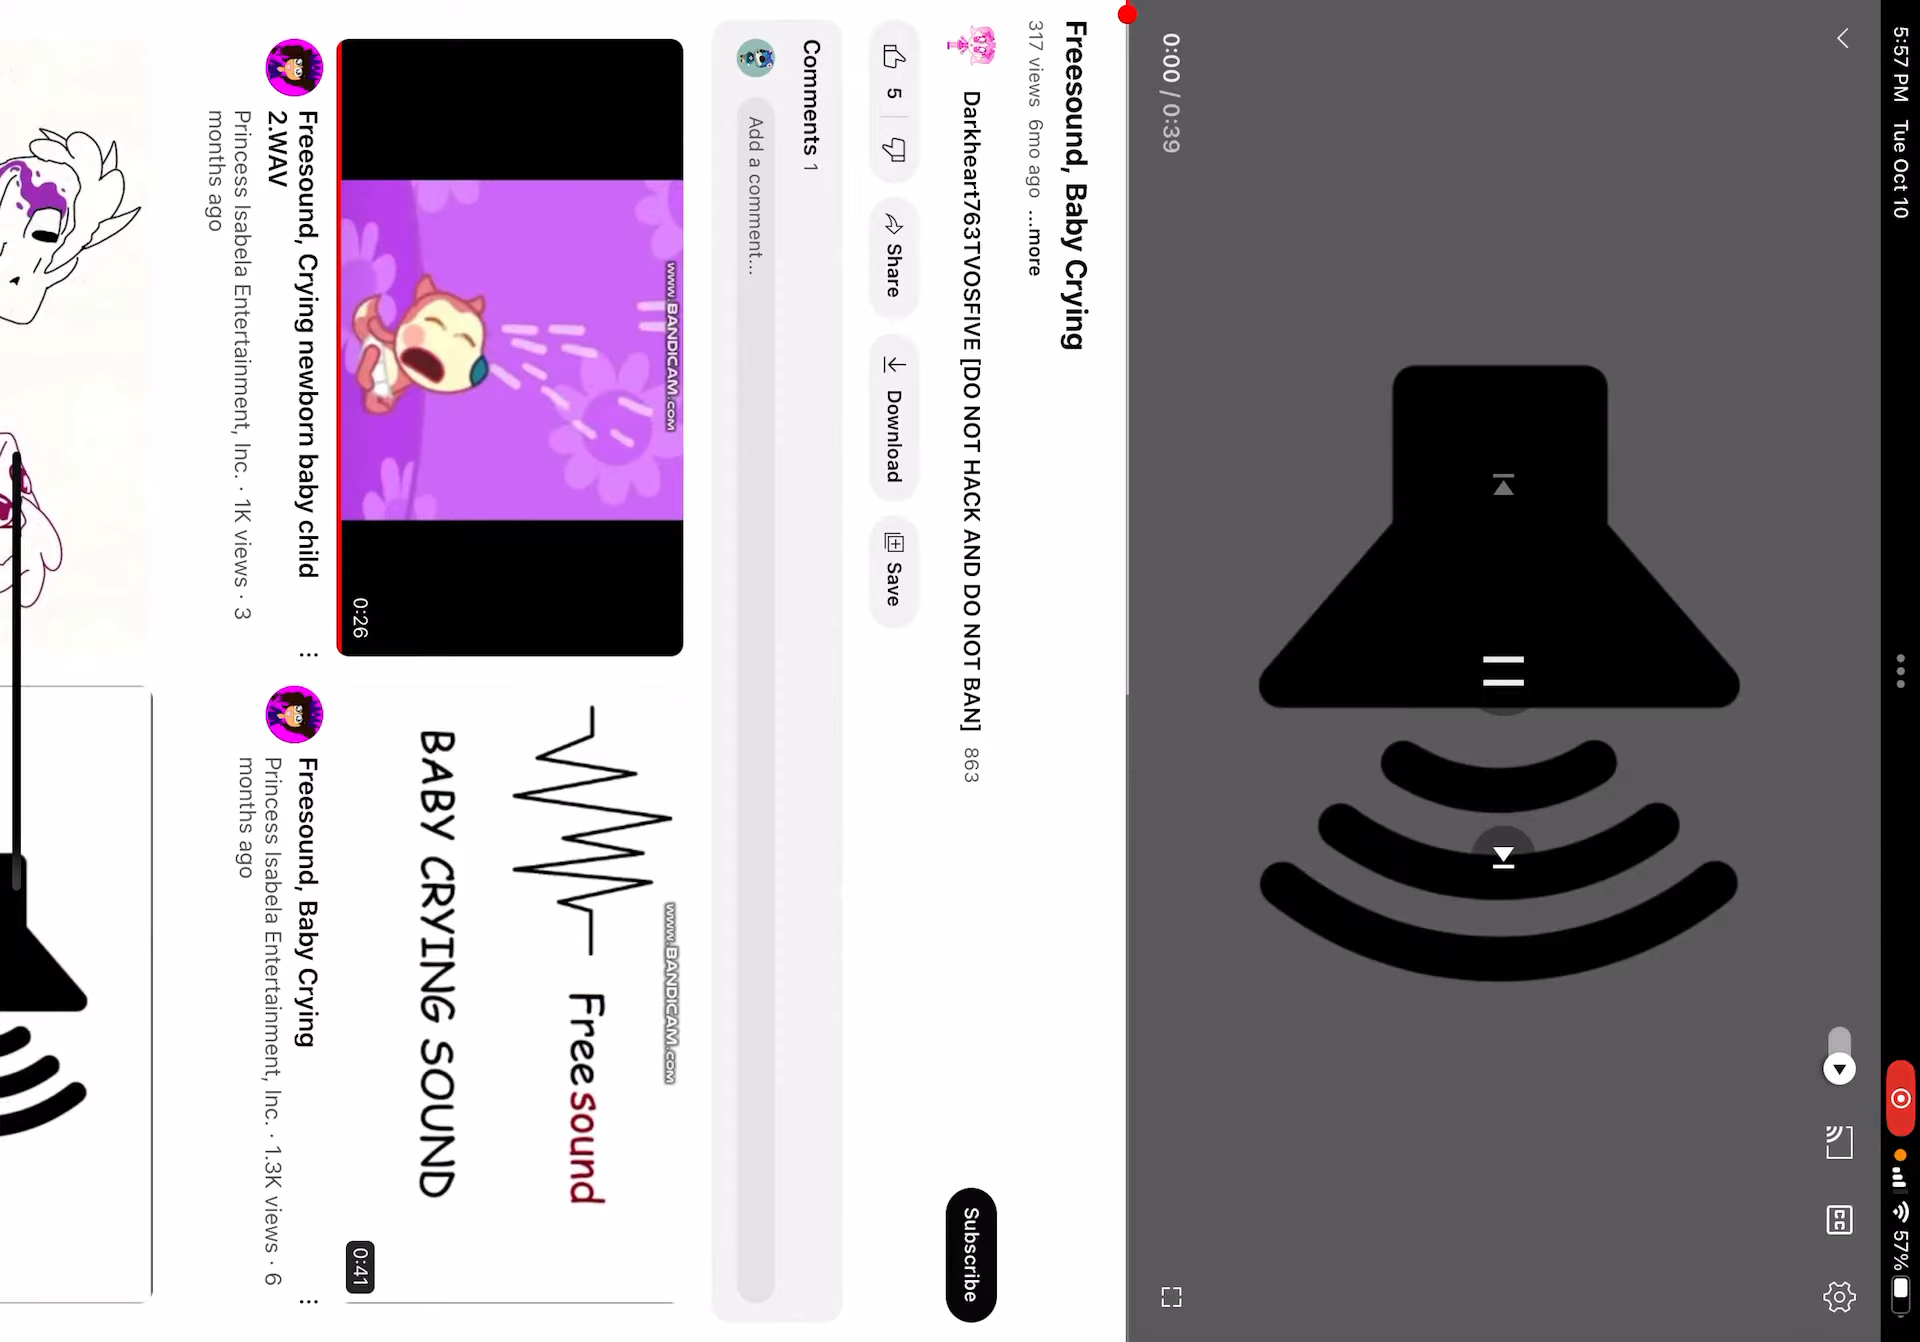 5:57 PM Tue Oct 10
57%
0:00 / 0:39
Freesound, Baby Crying
317 views 6mo ago ...more
Darkheart763TVOSFIVE [DO NOT HACK AND DO NOT BAN] 863
Subscribe
5
Share
Download
Save
Comments 1
Add a comment...
www.BANDICAM.com
0:26
Freesound, Crying newborn baby child
2.WAV
Princess Isabela Entertainment, Inc. · 1K views · 3
months ago
www.BANDICAM.com
Freesound
BABY CRYING SOUND
0:41
Freesound, Baby Crying
Princess Isabela Entertainment, Inc. · 1.3K views · 6
months ago